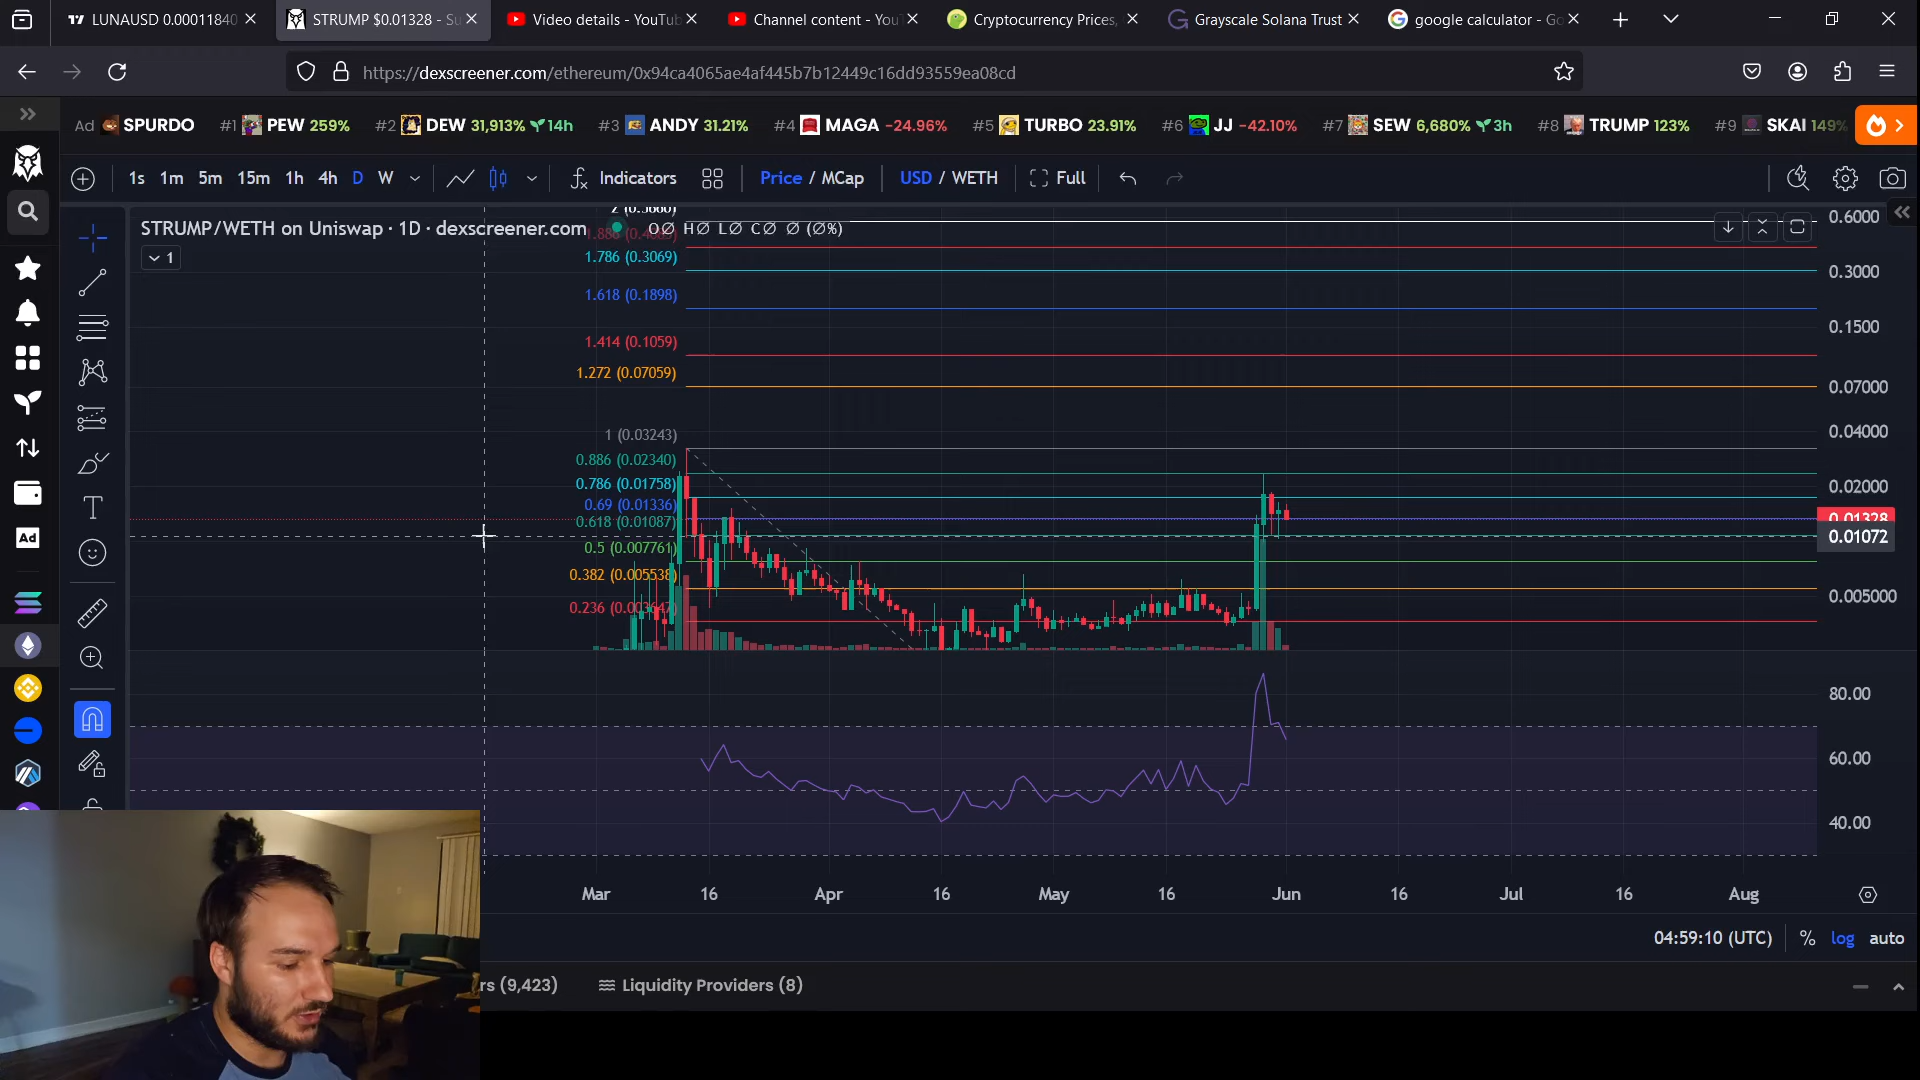 LUNAUSD 0.00011840
STRUMP $0.01328 - Su
Video details - YouTub
Channel content - You
Cryptocurrency Prices,
Grayscale Solana Trust
google calculator - Go
https://dexscreener.com/ethereum/0x94ca4065ae4af445b7b12449c16dd93559ea08cd
Ad SPURDO #1 PEW 259% #2 DEW 31,913% 14h #3 ANDY 31.21% #4 MAGA -24.96% #5 TURBO 23.91% #6 JJ -42.10% #7 SEW 6,680% 3h #8 TRUMP 123% #9 SKAI 149%
1s 1m 5m 15m 1h 4h D W Indicators Price / MCap USD / WETH Full
STRUMP/WETH on Uniswap · 1D · dexscreener.com OØ HØ LØ CØ Ø (Ø%)
1
1.786 (0.3069)
1.618 (0.1898)
1.414 (0.1059)
1.272 (0.07059)
1 (0.03243)
0.886 (0.02340)
0.786 (0.01758)
0.69 (0.01336)
0.618 (0.01087)
0.5 (0.007761)
0.382 (0.005538)
0.236 (0.003647)
0.6000
0.3000
0.1500
0.07000
0.04000
0.02000
0.01328
0.01072
0.005000
80.00
60.00
40.00
Mar 16 Apr 16 May 16 Jun 16 Jul 16 Aug
04:59:10 (UTC) % log auto
rs (9,423) Liquidity Providers (8)
Ad